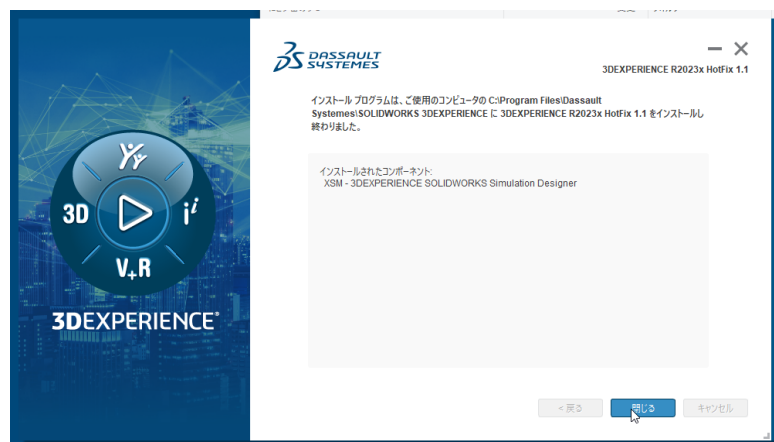 DASSAULT
SYSTEMES
3DEXPERIENCE R2023x HotFix 1.1
インストール プログラムは、ご使用のコンピュータの C:\Program Files\Dassault
Systemes\SOLIDWORKS 3DEXPERIENCE に 3DEXPERIENCE R2023x HotFix 1.1 をインストールし
終わりました。
インストールされたコンポーネント:
XSM - 3DEXPERIENCE SOLIDWORKS Simulation Designer
3D
i
V+R
3DEXPERIENCE®
< 戻る
閉じる
キャンセル